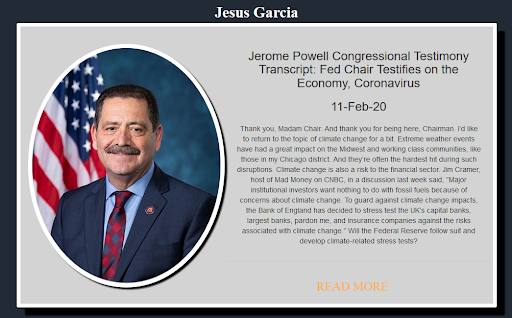 Jesus Garcia
Jerome Powell Congressional Testimony
Transcript: Fed Chair Testifies on the
Economy, Coronavirus
11-Feb-20
Thank you, Madam Chair. And thank you for being here, Chairman. I'd like
to return to the topic of climate change for a bit. Extreme weather events
have had a great impact on the Midwest and working class communities, like
those in my Chicago district. And they're often the hardest hit during such
disruptions. Climate change is also a risk to the financial sector. Jim Cramer,
host of Mad Money on CNBC, in a discussion last week said, "Major
institutional investors want nothing to do with fossil fuels because of
concerns about climate change. To guard against climate change impacts,
the Bank of England has decided to stress test the UK's capital banks,
largest banks, pardon me, and insurance companies against the risks
associated with climate change." Will the Federal Reserve follow suit and
develop climate-related stress tests?
READ MORE